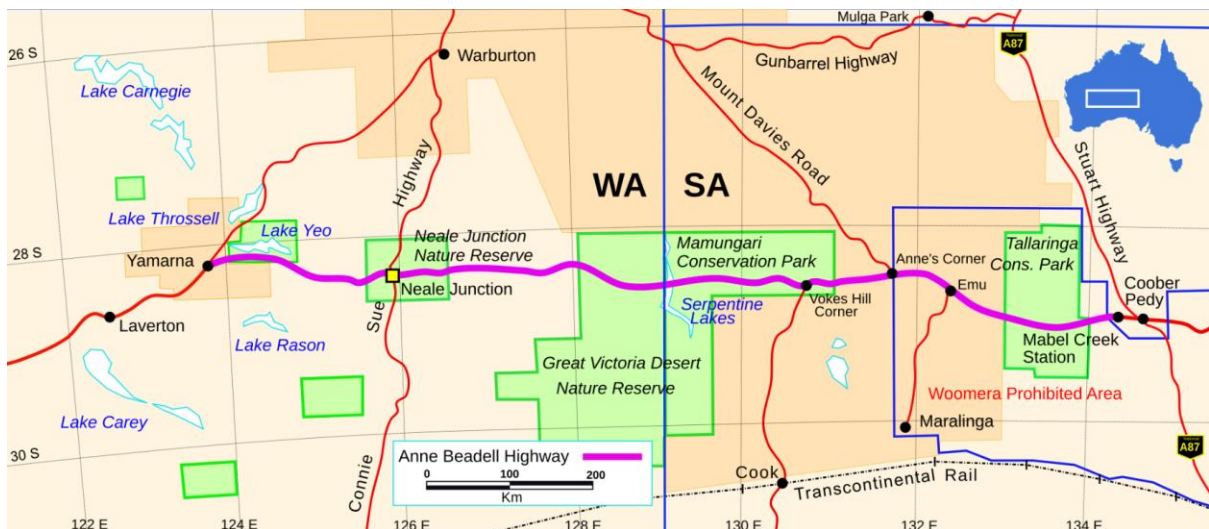 26 S
Lake Carnegie
Warburton
Mulga Park
Gunbarrel Highway
A87
Mount Davies Road
Stuart Highway
Highway
WA
SA
Lake Throssell
Lake Yeo
28 S
Yamarna
Neale Junction
Nature Reserve
Neale Junction
Mamungari
Conservation Park
Anne's Corner
Tallaringa
Cons. Park
Emu
Coober
Pedy
Vokes Hill
Corner
Serpentine
Lakes
Laverton
Sue
Lake Rason
Mabel Creek
Station
Great Victoria Desert
Nature Reserve
Woomera Prohibited Area
Lake Carey
Maralinga
30 S
Connie
Anne Beadell Highway
0 100 200
Km
Cook
Transcontinental Rail
A87
122 E
124 E
126 E
128 E
130 E
132 E
134 E